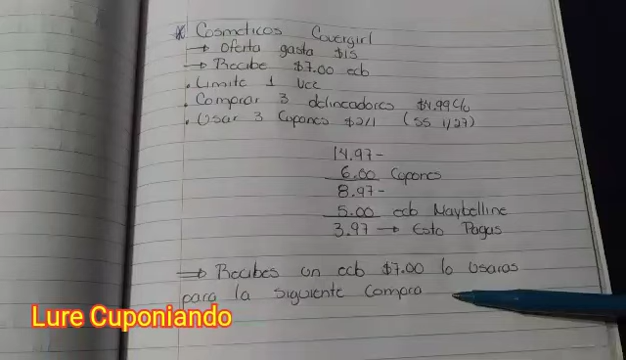 * Cosmeticos Covergirl
→ Oferta gasta $15
→ Recibe $7.00 ecb
• Limite 1 vez
• Comprar 3 delineadores $4.99 c/u
• Usar 3 Cupones $2/1 (SS 1/27)
14.97-
6.00 Cupones
8.97-
5.00 ecb Maybelline
3.97 → Esto Pagas
⇒ Recibes un ecb $7.00 lo usaras
para la siguiente compra
Lure Cuponiando